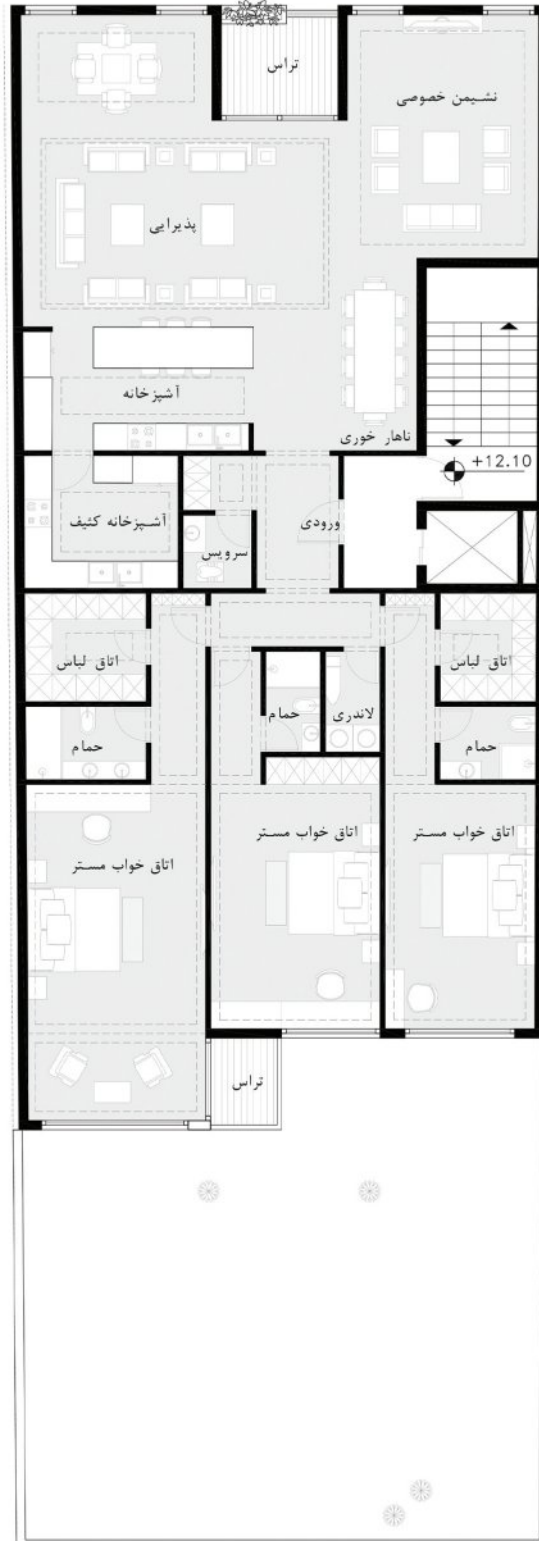 تراس
نشیمن خصوصی
پذیرایی
آشپزخانه
ناهار خوری
+12.10
آشپزخانه کثیف
سرویس
ورودی
اتاق لباس
اتاق لباس
حمام
حمام
لاندری
حمام
اتاق خواب مستر
اتاق خواب مستر
اتاق خواب مستر
تراس